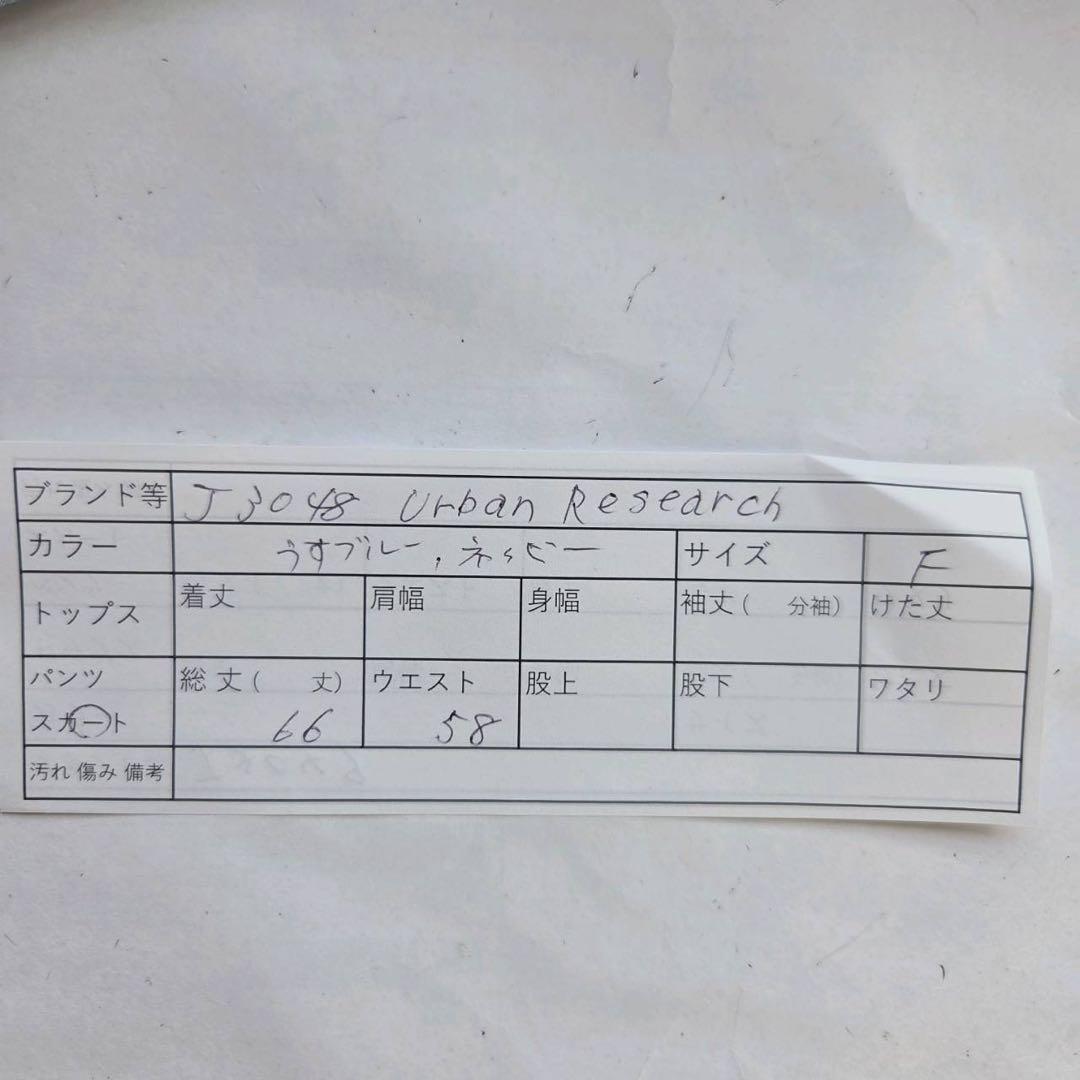 ブランド等 J3048 Urban Research
カラー うすブルー、ネイビー サイズ F
トップス 着丈 肩幅 身幅 袖丈( 分袖) けた丈
パンツ 総丈( 丈) ウエスト 股上 股下 ワタリ
スカート 66 58
汚れ 傷み 備考